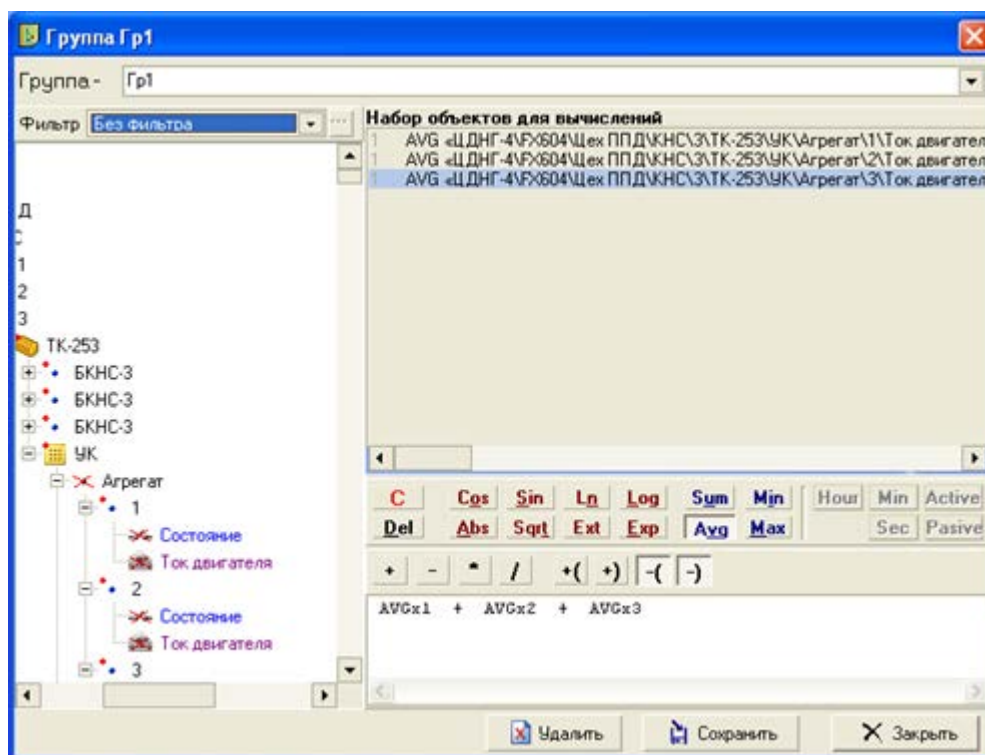 Группа Гр1
Группа - Гр1
Фильтр Без фильтра ...
Набор объектов для вычислений
1 AVG «ЦДНГ-4\FX604\Цех ППД\КНС\3\ТК-253\УК\Агрегат\1\Ток двигател
1 AVG «ЦДНГ-4\FX604\Цех ППД\КНС\3\ТК-253\УК\Агрегат\2\Ток двигател
1 AVG «ЦДНГ-4\FX604\Цех ППД\КНС\3\ТК-253\УК\Агрегат\3\Ток двигател
Д
С
1
2
3
ТК-253
БКНС-3
БКНС-3
БКНС-3
УК
Агрегат
1
Состояние
Ток двигателя
2
Состояние
Ток двигателя
3
C Cos Sin Ln Log Sum Min Hour Min Active
Del Abs Sqrt Ext Exp Avg Max Sec Pasive
+ - * / +( +) -( -)
AVGx1 + AVGx2 + AVGx3
Удалить Сохранить Закрыть